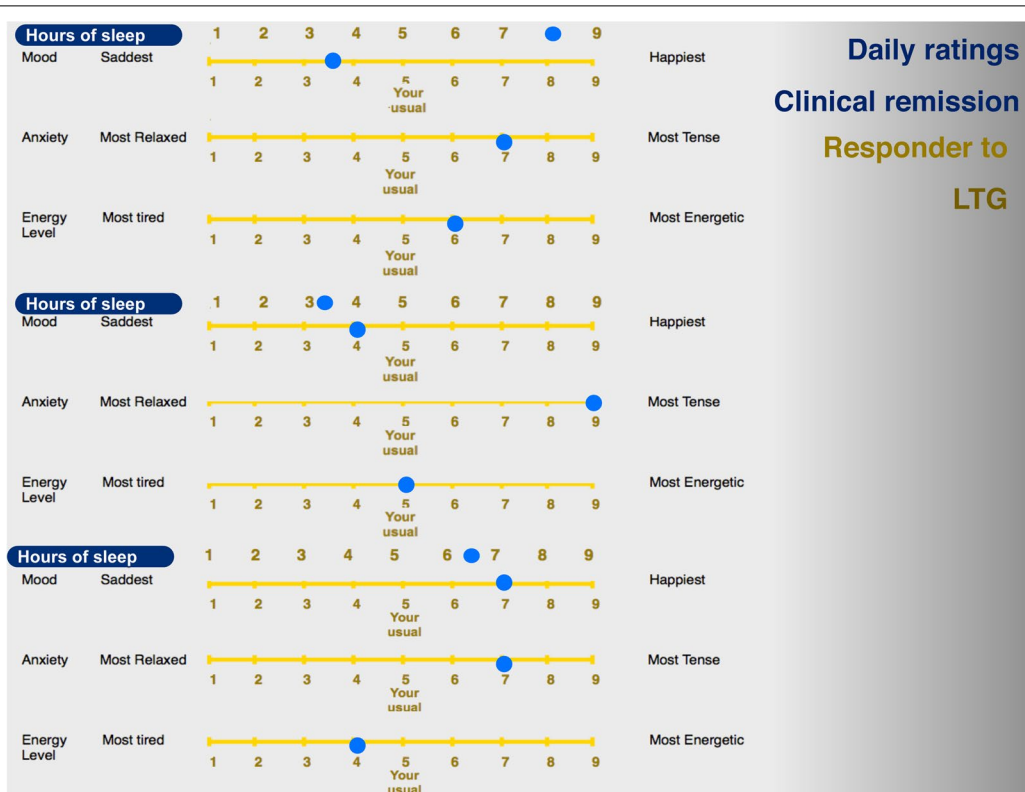 Hours of sleep 1 2 3 4 5 6 7 9
Mood Saddest Happiest
1 2 3 4 5 6 7 8 9
Your
usual
Anxiety Most Relaxed Most Tense
1 2 3 4 5 6 7 8 9
Your
usual
Energy Most tired Most Energetic
Level
1 2 3 4 5 6 7 8 9
Your
usual
Hours of sleep 1 2 3 4 5 6 7 8 9
Mood Saddest Happiest
1 2 3 4 5 6 7 8 9
Your
usual
Anxiety Most Relaxed Most Tense
1 2 3 4 5 6 7 8 9
Your
usual
Energy Most tired Most Energetic
Level
1 2 3 4 5 6 7 8 9
Your
usual
Hours of sleep 1 2 3 4 5 6 7 8 9
Mood Saddest Happiest
1 2 3 4 5 6 7 8 9
Your
usual
Anxiety Most Relaxed Most Tense
1 2 3 4 5 6 7 8 9
Your
usual
Energy Most tired Most Energetic
Level
1 2 3 4 5 6 7 8 9
Your
usual
Daily ratings
Clinical remission
Responder to
LTG